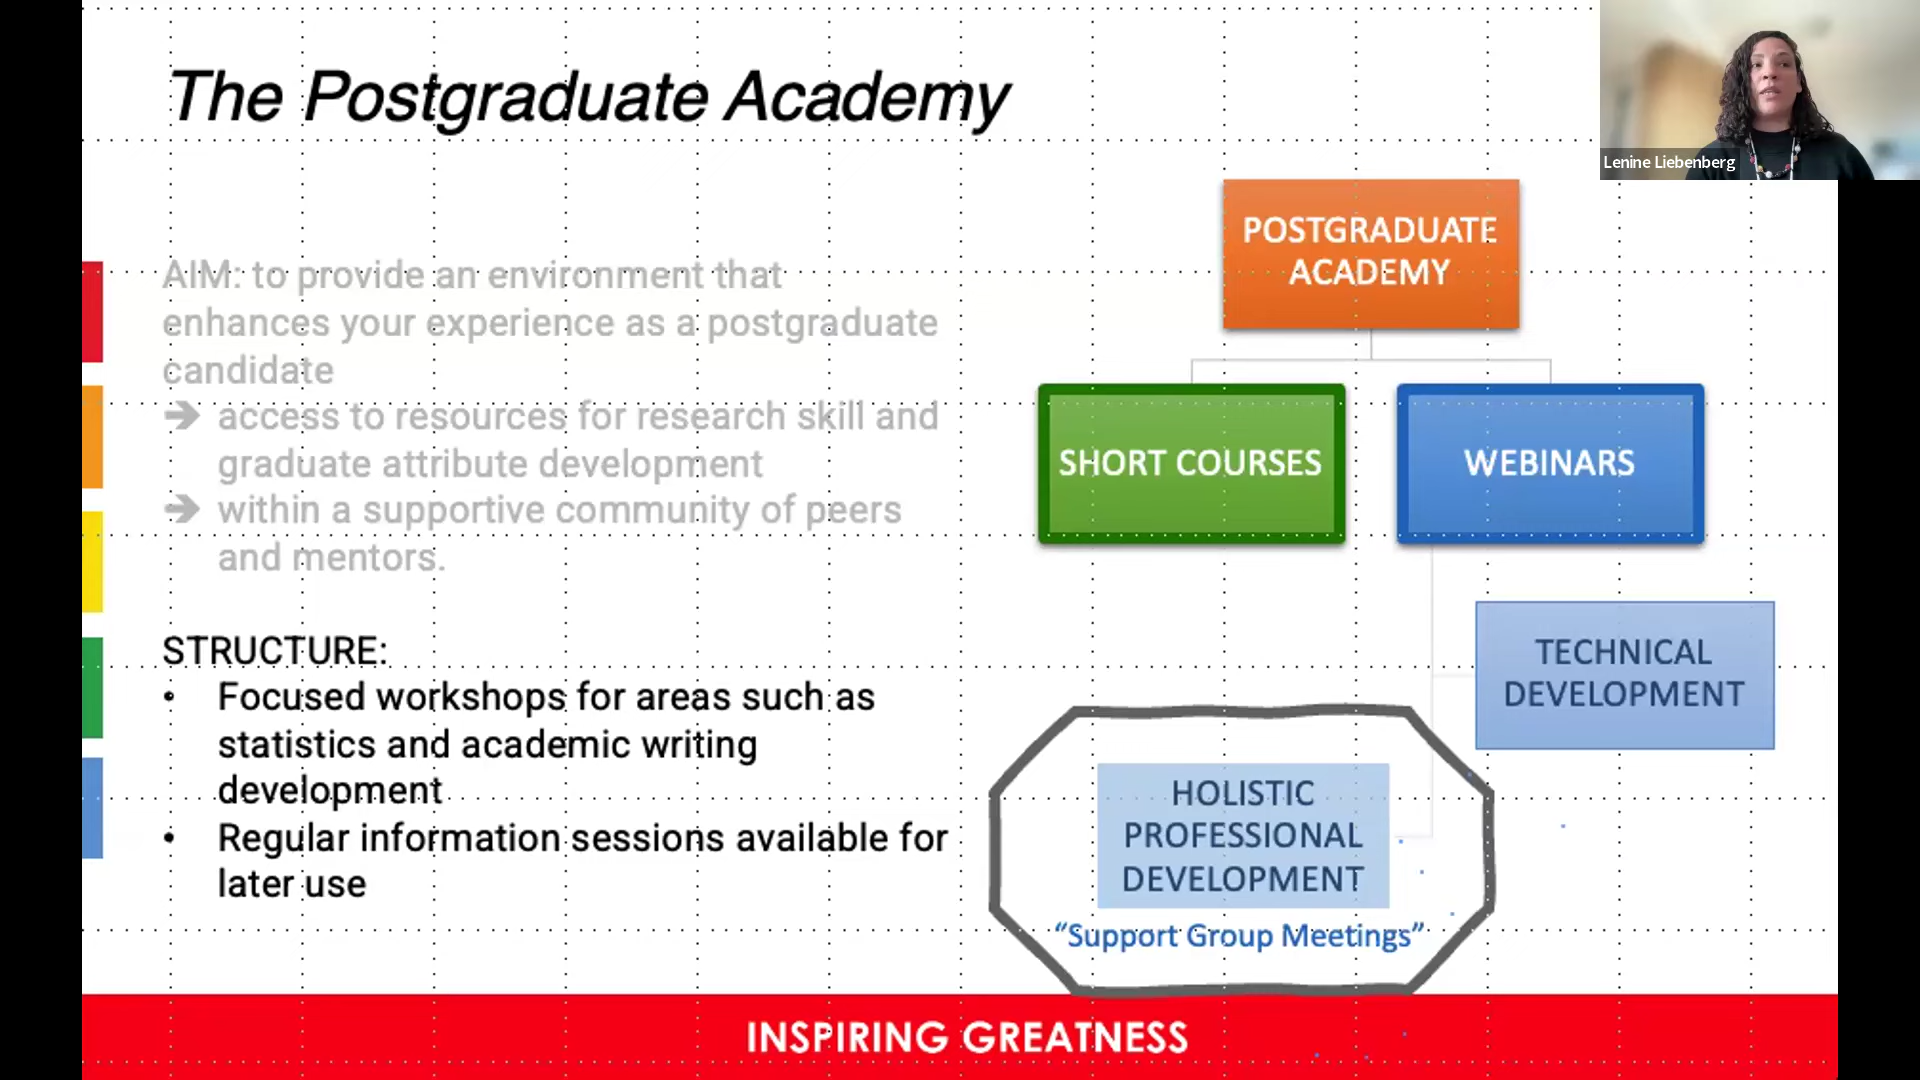 The Postgraduate Academy
Lenine Liebenberg
AIM: to provide an environment that
enhances your experience as a postgraduate
candidate
➔ access to resources for research skill and
graduate attribute development
➔ within a supportive community of peers
and mentors.
STRUCTURE:
• Focused workshops for areas such as
statistics and academic writing
development
• Regular information sessions available for
later use
POSTGRADUATE
ACADEMY
SHORT COURSES
WEBINARS
TECHNICAL
DEVELOPMENT
HOLISTIC
PROFESSIONAL
DEVELOPMENT
“Support Group Meetings”
INSPIRING GREATNESS